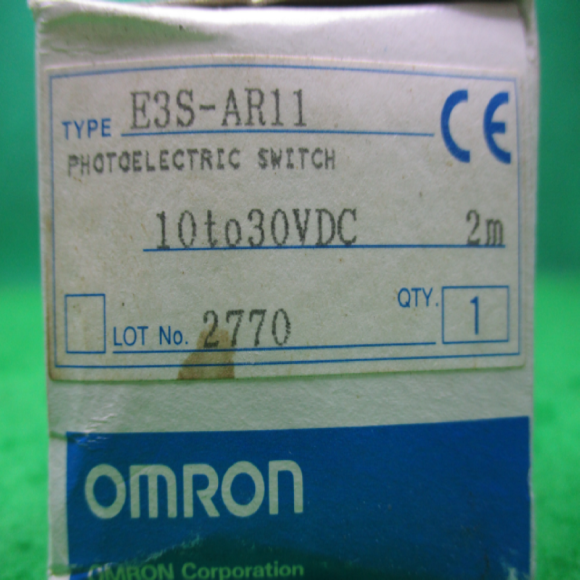 TYPE E3S-AR11 CE
PHOTOELECTRIC SWITCH
10to30VDC 2m
QTY. 1
LOT No. 2770
OMRON
OMRON Corporation